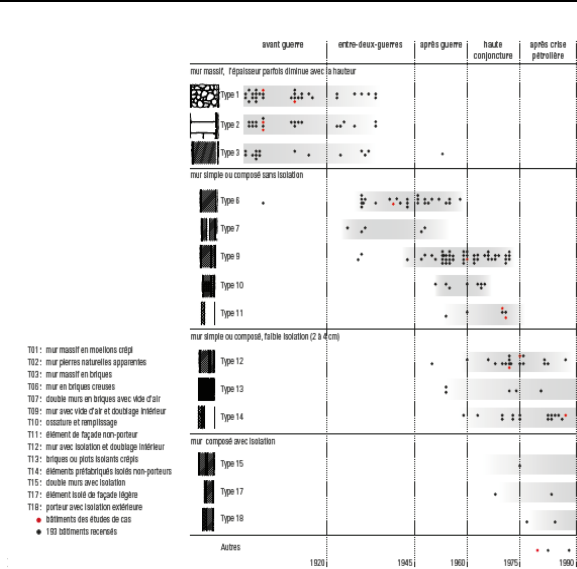 avant guerre entre-deux-guerres après guerre haute conjoncture après crise pétrolière
mur massif, l'épaisseur parfois diminue avec la hauteur
Type 1
Type 2
Type 3
mur simple ou composé sans isolation
Type 6
Type 7
Type 9
Type 10
Type 11
mur simple ou composé, faible isolation (2 à 4 cm)
Type 12
Type 13
Type 14
mur composé avec isolation
Type 15
Type 17
Type 18
Autres
1920 1945 1960 1975 1990
T01: mur massif en moellons crépi
T02: mur pierres naturelles apparentes
T03: mur massif en briques
T06: mur en briques creuses
T07: double murs en briques avec vide d'air
T09: mur avec vide d'air et doublage intérieur
T10: ossature et remplissage
T11: élément de façade non-porteur
T12: mur avec isolation et doublage intérieur
T13: briques ou plots isolants crépis
T14: éléments préfabriqués isolés non-porteurs
T15: double murs avec isolation
T17: élément isolé de façade légère
T18: porteur avec isolation extérieure
bâtiments des études de cas
193 bâtiments recensés